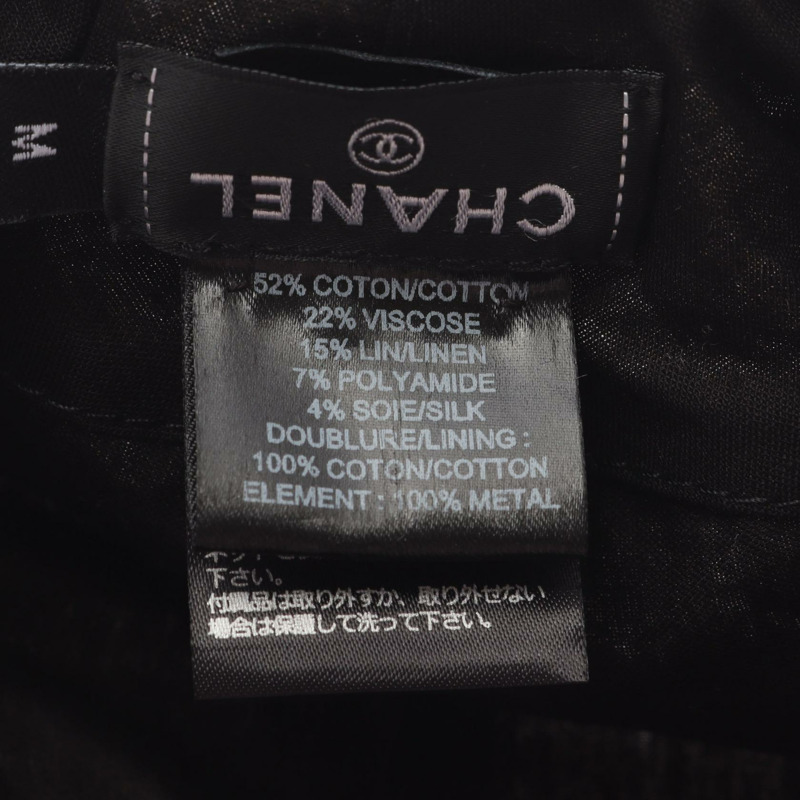 M
CHANEL
52% COTON/COTTON
22% VISCOSE
15% LIN/LINEN
7% POLYAMIDE
4% SOIE/SILK
DOUBLURE/LINING :
100% COTON/COTTON
ELEMENT : 100% METAL
下さい。
付属品は取り外すか、取り外せない
場合は保護して洗って下さい。